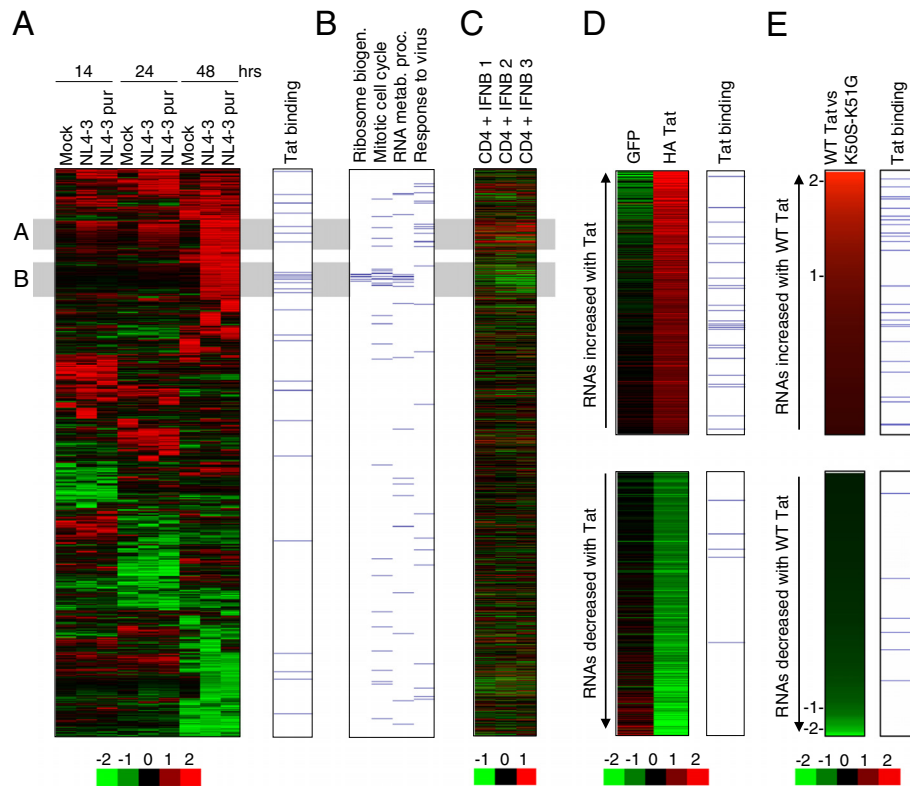 A B C D E
14 24 48 hrs
Mock
NL4-3
NL4-3 pur
Mock
NL4-3
NL4-3 pur
Mock
NL4-3
NL4-3 pur
Tat binding
Ribosome biogen.
Mitotic cell cycle
RNA metab. proc.
Response to virus
CD4 + IFNB 1
CD4 + IFNB 2
CD4 + IFNB 3
GFP
HA Tat
Tat binding
WT Tat vs
K50S-K51G
Tat binding
A
B
RNAs increased with Tat
RNAs decreased with Tat
RNAs increased with WT Tat
RNAs decreased with WT Tat
2-
1-
-1-
-2-
-2 -1 0 1 2
-1 0 1
-2 -1 0 1 2
-2 -1 0 1 2